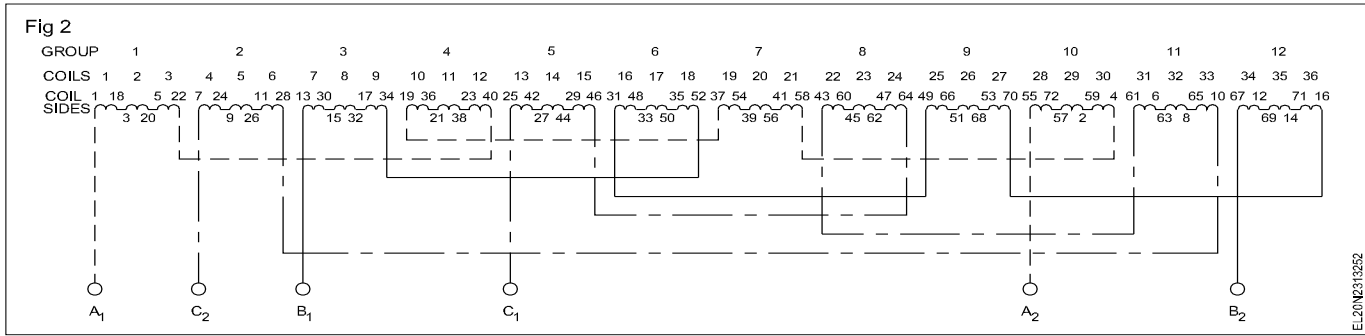 Fig 2
GROUP 1 2 3 4 5 6 7 8 9 10 11 12
COILS 1 2 3 4 5 6 7 8 9 10 11 12 13 14 15 16 17 18 19 20 21 22 23 24 25 26 27 28 29 30 31 32 33 34 35 36
COIL 1 18 5 22 7 24 11 28 13 30 17 34 19 36 23 40 25 42 29 46 31 48 35 52 37 54 41 58 43 60 47 64 49 66 53 70 55 72 59 4 61 6 65 10 67 12 71 16
SIDES 3 20 9 26 15 32 21 38 27 44 33 50 39 56 45 62 51 68 57 2 63 8 69 14
A1 C2 B1 C1 A2 B2
EL20N2313252